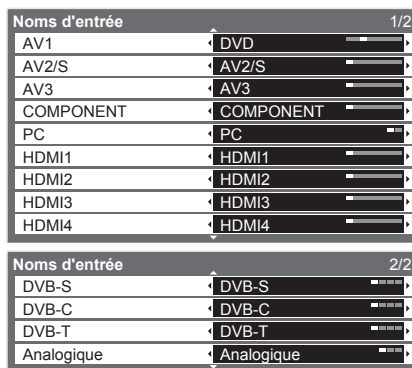 Noms d'entrée 1/2
AV1 DVD
AV2/S AV2/S
AV3 AV3
COMPONENT COMPONENT
PC PC
HDMI1 HDMI1
HDMI2 HDMI2
HDMI3 HDMI3
HDMI4 HDMI4
Noms d'entrée 2/2
DVB-S DVB-S
DVB-C DVB-C
DVB-T DVB-T
Analogique Analogique